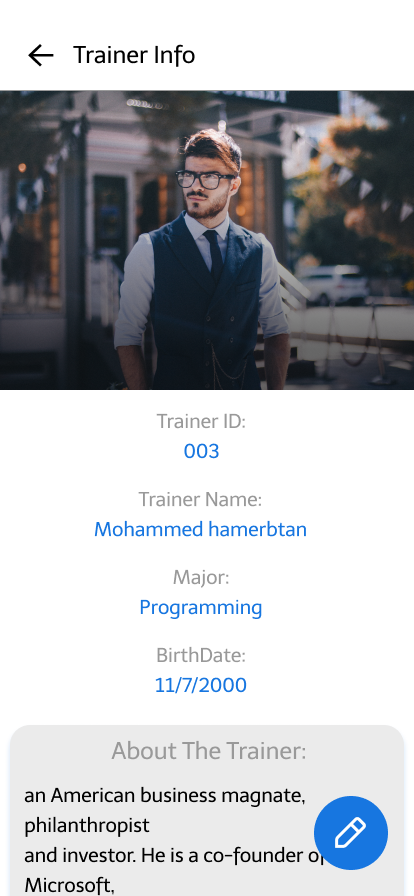 Trainer Info
Trainer ID:
003
Trainer Name:
Mohammed hamerbtan
Major:
Programming
BirthDate:
11/7/2000
About The Trainer:
an American business magnate,
philanthropist
and investor. He is a co-founder of
Microsoft,